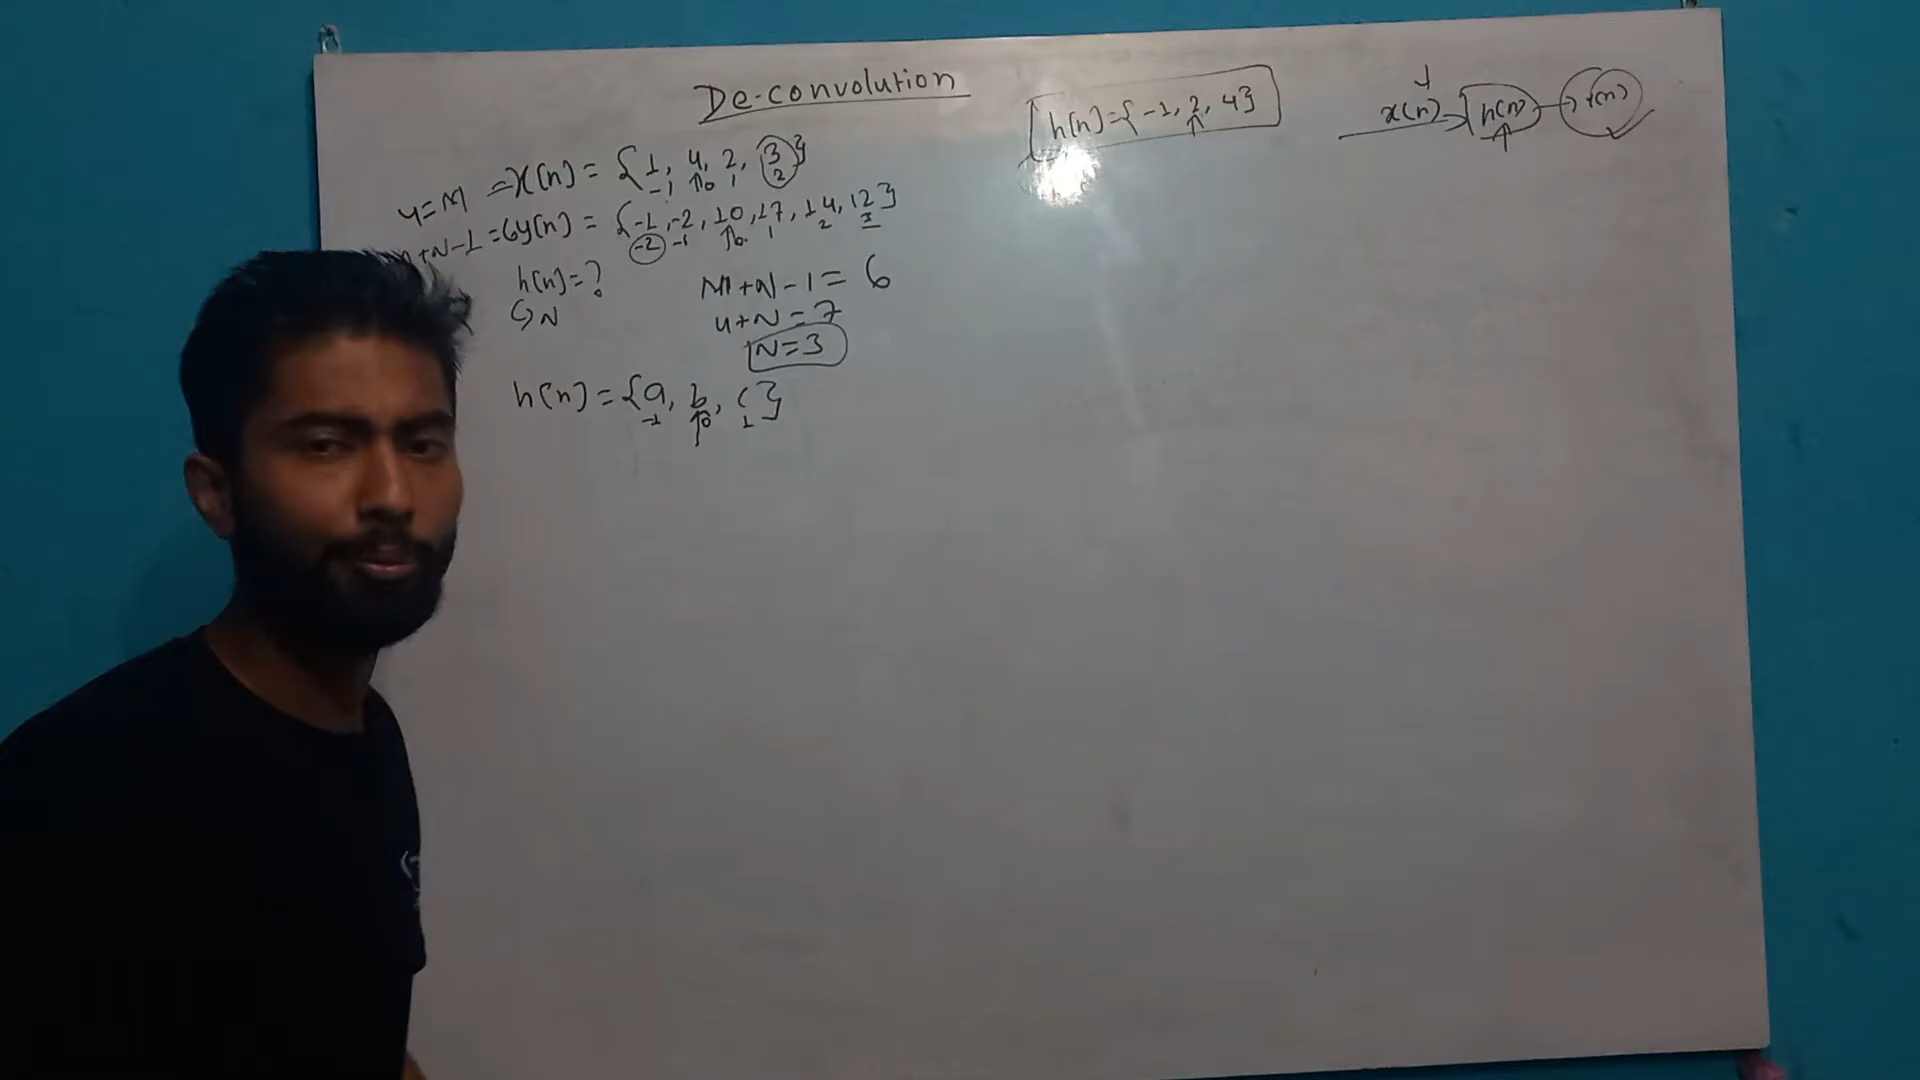 De-convolution
h(n)={-1, 2, 4}
↑
x(n)→ h(n) → y(n)
↑
4=M =x(n) = {1, 4, 2, 3}
-1 ↑0 1 2
+N-1=6 y(n) = {-1, -2, 10, 17, 14, 12}
-2 -1 ↑0 1 2 3
h(n)=?
↳N
M+N-1=6
4+N=7
N=3
h(n)={a, b, c}
-1 ↑0 1